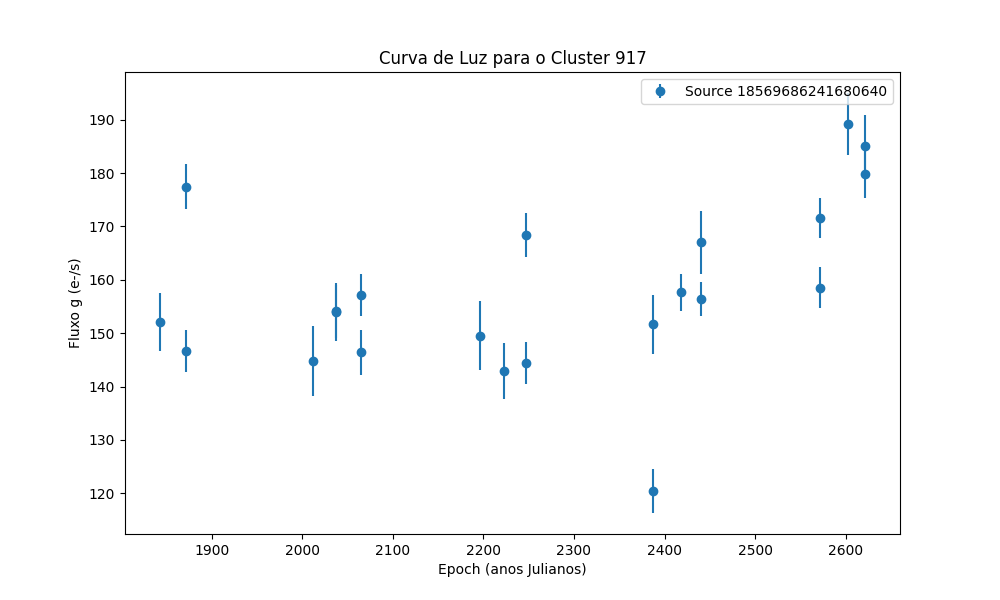 Curva de Luz para o Cluster 917
Source 18569686241680640
Fluxo g (e-/s)
190
180
170
160
150
140
130
120
1900 2000 2100 2200 2300 2400 2500 2600
Epoch (anos Julianos)